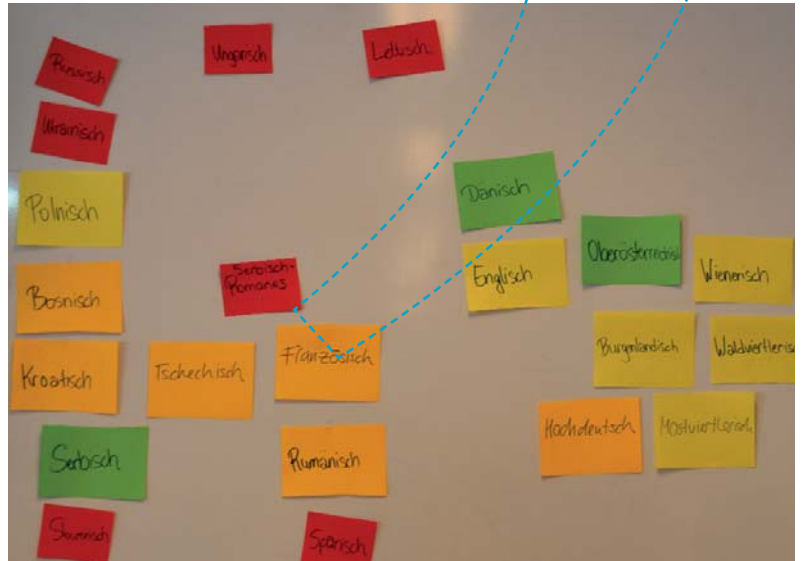 Russisch
Ungarisch
Lettisch
Ukrainisch
Polnisch
Dänisch
Oberösterreichisch
Englisch
Wienerisch
Serbisch-
Romanes
Bosnisch
Kroatisch
Tschechisch
Französisch
Burgenländisch
Waldviertlerisc
Serbisch
Rumänisch
Hochdeutsch
Mostviertlerisch
Slowenisch
Spanisch